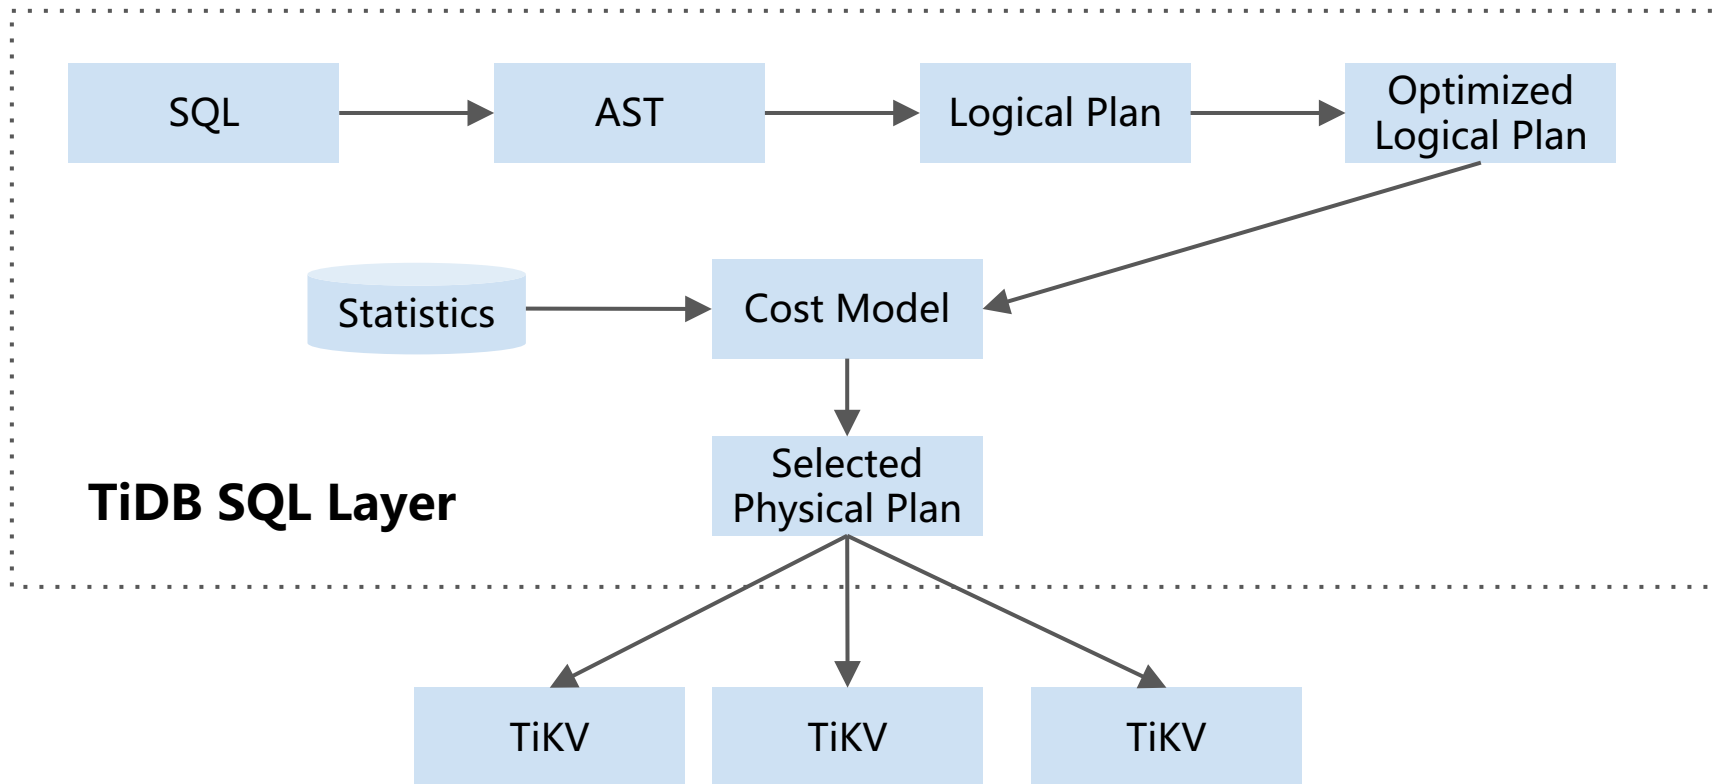 SQL
AST
Logical Plan
Optimized
Logical Plan
Statistics
Cost Model
Selected
Physical Plan
TiDB SQL Layer
TiKV
TiKV
TiKV